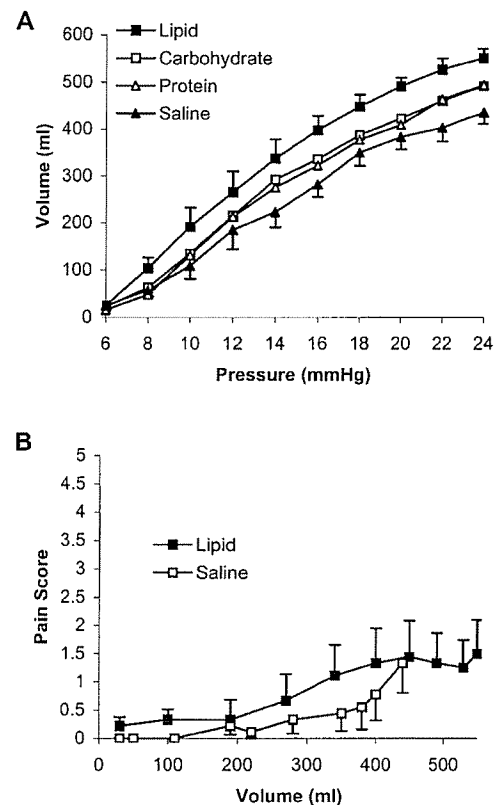 A
Lipid
Carbohydrate
Protein
Saline
600
500
400
300
200
100
0
Volume (ml)
6 8 10 12 14 16 18 20 22 24
Pressure (mmHg)
B
5
4.5
4
3.5
3
2.5
2
1.5
1
0.5
0
Pain Score
Lipid
Saline
0 100 200 300 400 500
Volume (ml)